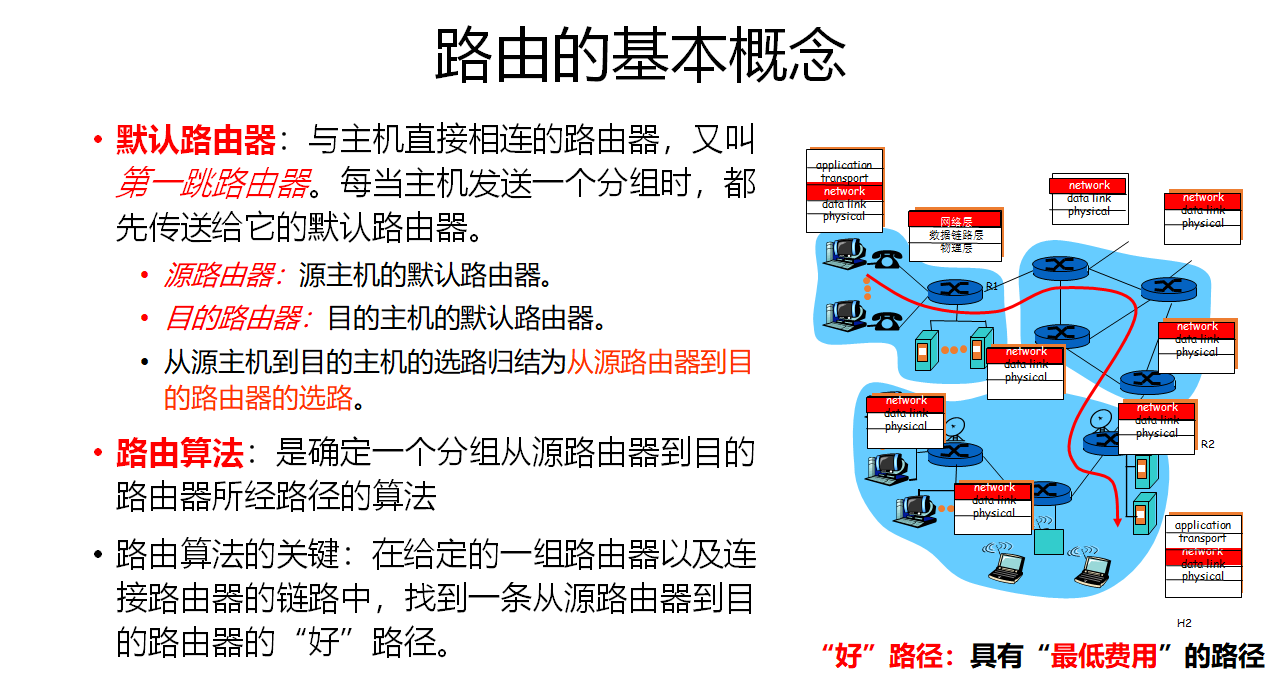 路由的基本概念
• 默认路由器：与主机直接相连的路由器，又叫
第一跳路由器。每当主机发送一个分组时，都
先传送给它的默认路由器。
• 源路由器：源主机的默认路由器。
• 目的路由器：目的主机的默认路由器。
• 从源主机到目的主机的选路归结为从源路由器到目
的路由器的选路。
• 路由算法：是确定一个分组从源路由器到目的
路由器所经路径的算法
• 路由算法的关键：在给定的一组路由器以及连
接路由器的链路中，找到一条从源路由器到目
的路由器的“好”路径。
application
transport
network
data link
physical
网络层
数据链路层
物理层
network
data link
physical
network
data link
physical
R1
network
data link
physical
network
data link
physical
network
data link
physical
network
data link
physical
R2
network
data link
physical
application
transport
network
data link
physical
H2
“好”路径：具有“最低费用”的路径